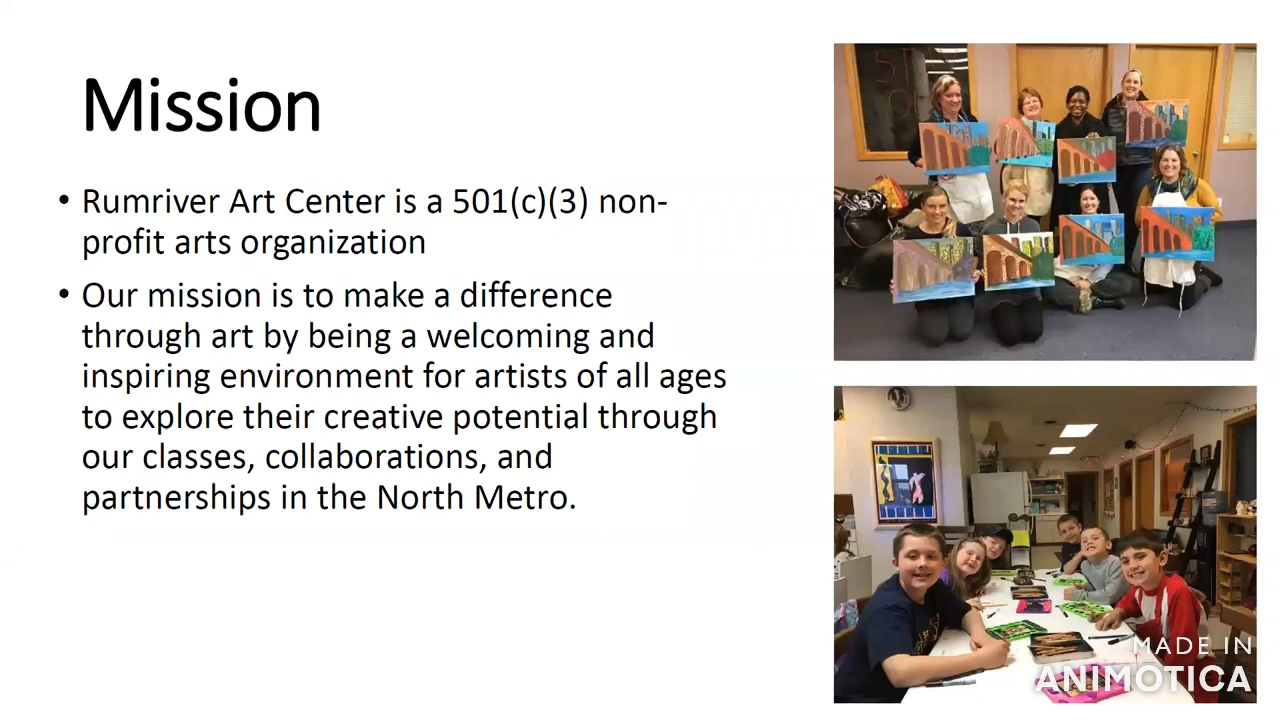 Mission
• Rumriver Art Center is a 501(c)(3) non-
profit arts organization
• Our mission is to make a difference
through art by being a welcoming and
inspiring environment for artists of all ages
to explore their creative potential through
our classes, collaborations, and
partnerships in the North Metro.
MADE IN
ANIMOTICA